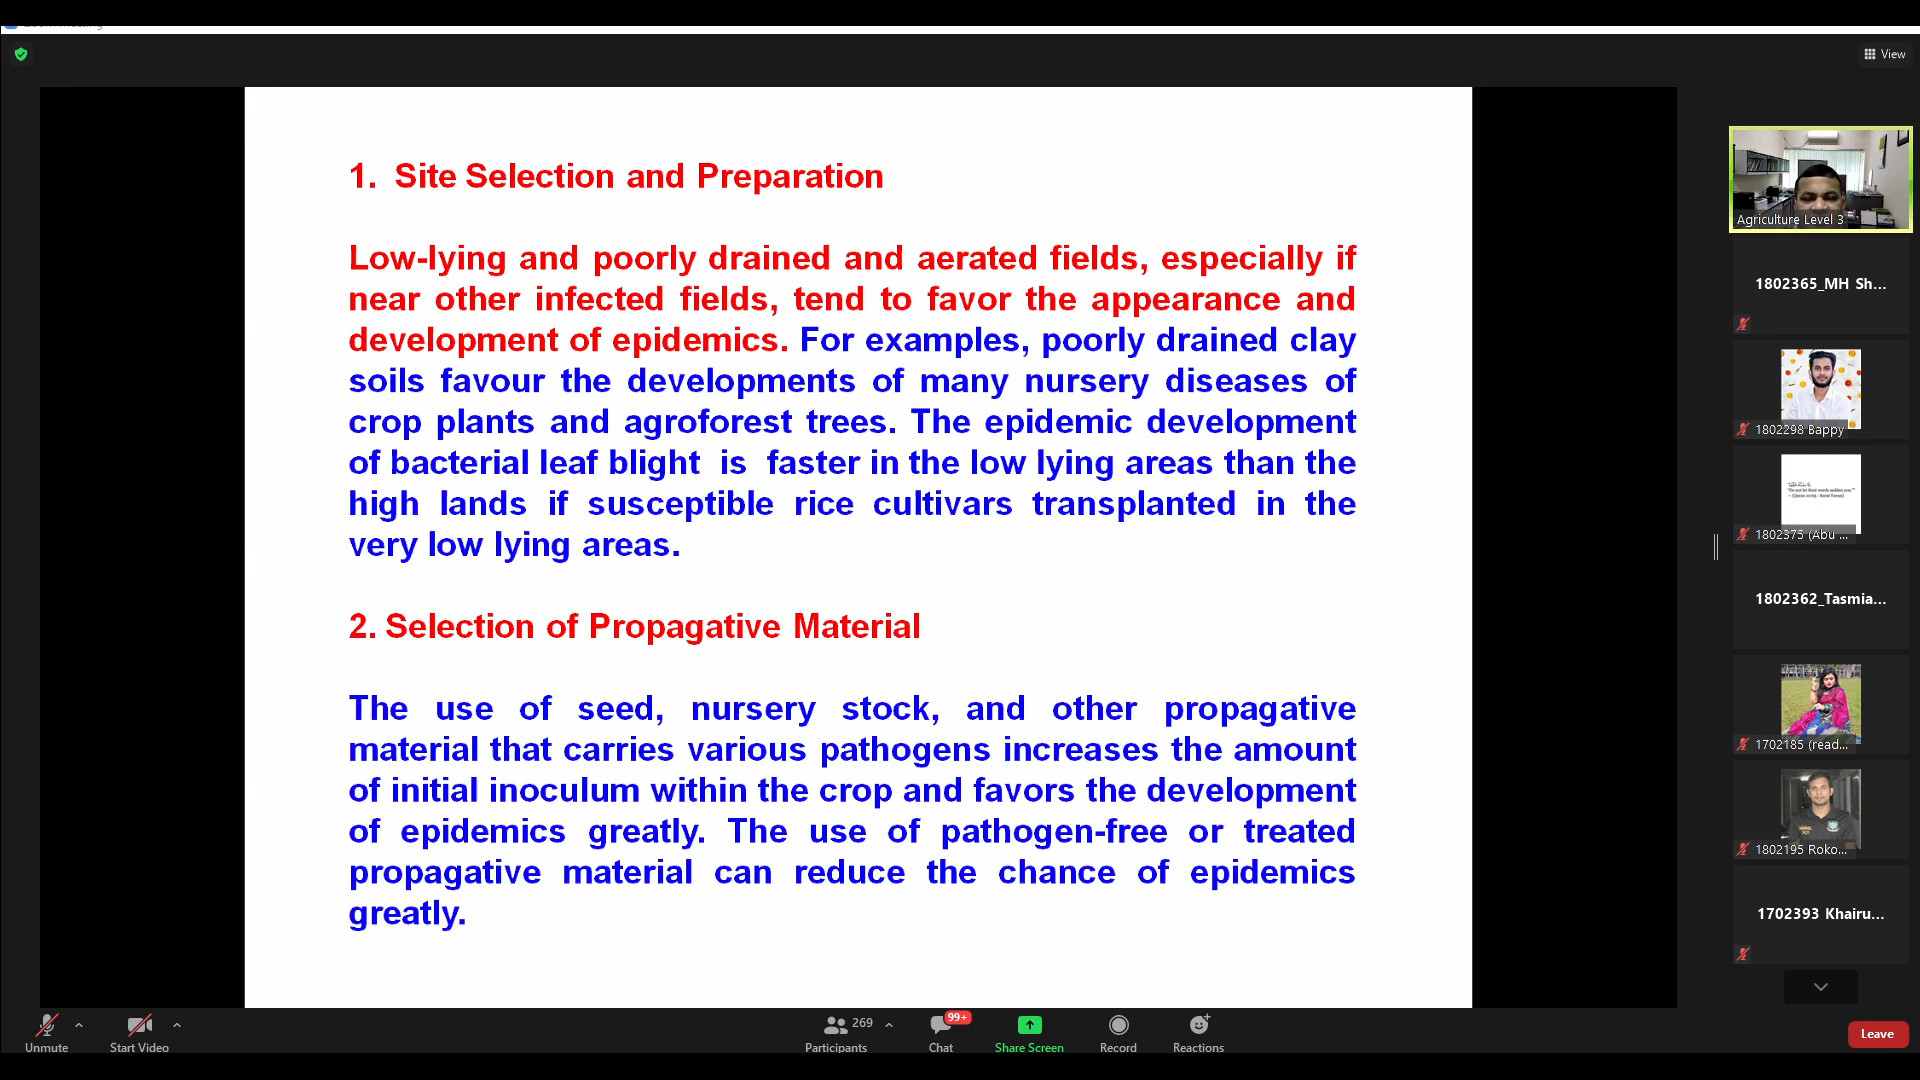 View
1. Site Selection and Preparation
Low-lying and poorly drained and aerated fields, especially if
near other infected fields, tend to favor the appearance and
development of epidemics. For examples, poorly drained clay
soils favour the developments of many nursery diseases of
crop plants and agroforest trees. The epidemic development
of bacterial leaf blight is faster in the low lying areas than the
high lands if susceptible rice cultivars transplanted in the
very low lying areas.
2. Selection of Propagative Material
The use of seed, nursery stock, and other propagative
material that carries various pathogens increases the amount
of initial inoculum within the crop and favors the development
of epidemics greatly. The use of pathogen-free or treated
propagative material can reduce the chance of epidemics
greatly.
Agriculture Level 3
1802365_MH Sh...
1802298 Bappy
1802375 (Abu ...
1802362_Tasmia...
1702185 (read...
1802195 Roko...
1702393 Khairu...
Unmute
Start Video
269
Participants
99+
Chat
Share Screen
Record
Reactions
Leave